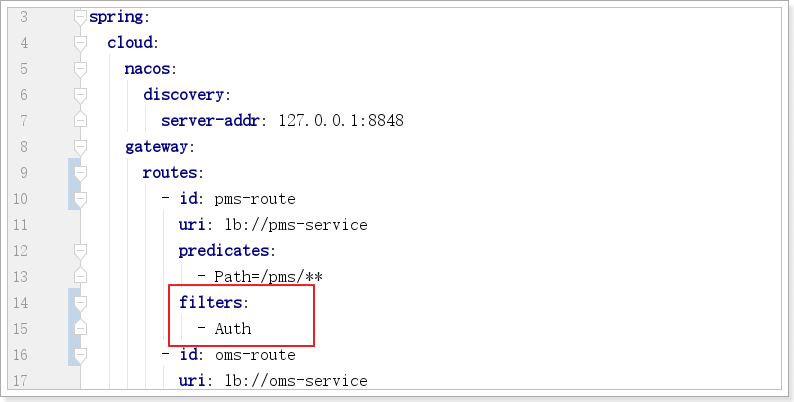 3 spring:
4   cloud:
5     nacos:
6       discovery:
7         server-addr: 127.0.0.1:8848
8     gateway:
9       routes:
10         - id: pms-route
11           uri: lb://pms-service
12           predicates:
13             - Path=/pms/**
14           filters:
15             - Auth
16         - id: oms-route
17           uri: lb://oms-service